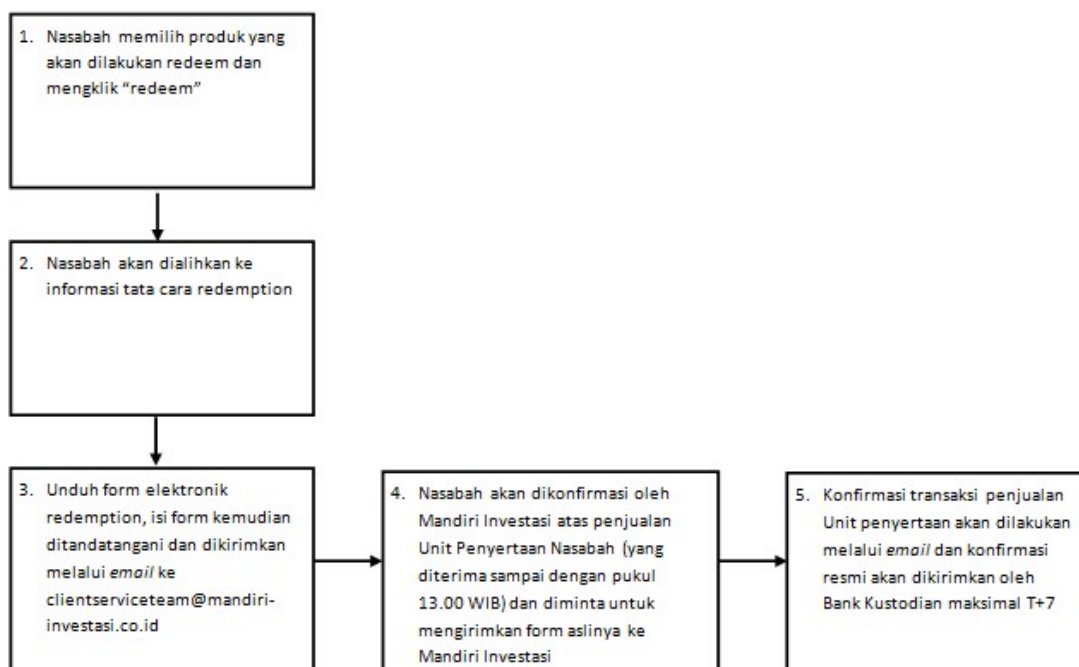 1. Nasabah memilih produk yang
akan dilakukan redeem dan
mengklik “redeem”
2. Nasabah akan dialihkan ke
informasi tata cara redemption
3. Unduh form elektronik
redemption, isi form kemudian
ditandatangani dan dikirimkan
melalui email ke
clientserviceteam@mandiri-
investasi.co.id
4. Nasabah akan dikonfirmasi oleh
Mandiri Investasi atas penjualan
Unit Penyertaan Nasabah (yang
diterima sampai dengan pukul
13.00 WIB) dan diminta untuk
mengirimkan form aslinya ke
Mandiri Investasi
5. Konfirmasi transaksi penjualan
Unit penyertaan akan dilakukan
melalui email dan konfirmasi
resmi akan dikirimkan oleh
Bank Kustodian maksimal T+7